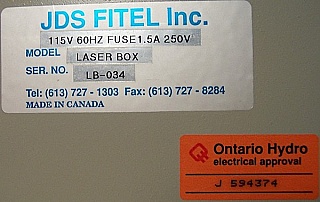 JDS FITEL Inc.
115V 60HZ FUSE1.5A 250V
MODEL LASER BOX
SER. NO. LB-034
Tel: (613) 727 - 1303 Fax: (613) 727 - 8284
MADE IN CANADA
Ontario Hydro
electrical approval
J 594374